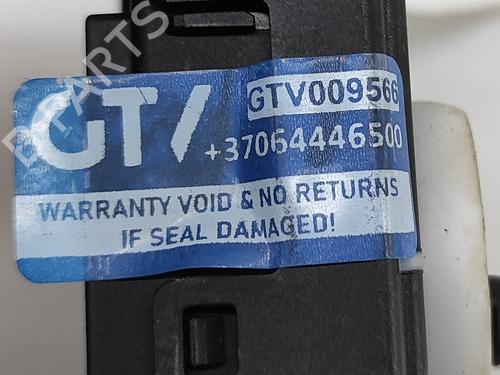 GTV
GTV009566
+37064446500
WARRANTY VOID & NO RETURNS
IF SEAL DAMAGED!
B-PARTS